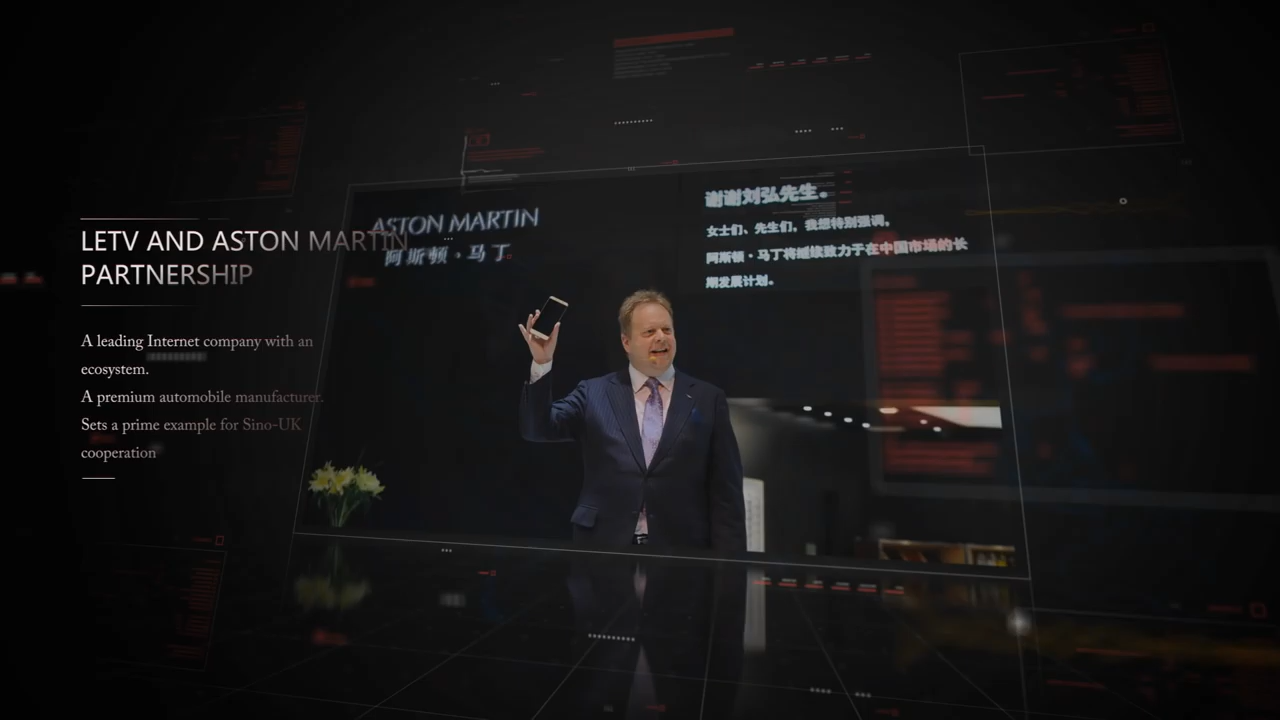 LETV AND ASTON MARTIN
PARTNERSHIP
A leading Internet company with an
ecosystem.
A premium automobile manufacturer.
Sets a prime example for Sino-UK
cooperation
ASTON MARTIN
阿斯顿·马丁
谢谢刘弘先生。
女士们、先生们，我想特别强调，
阿斯顿·马丁将继续致力于在中国市场的长
期发展计划。